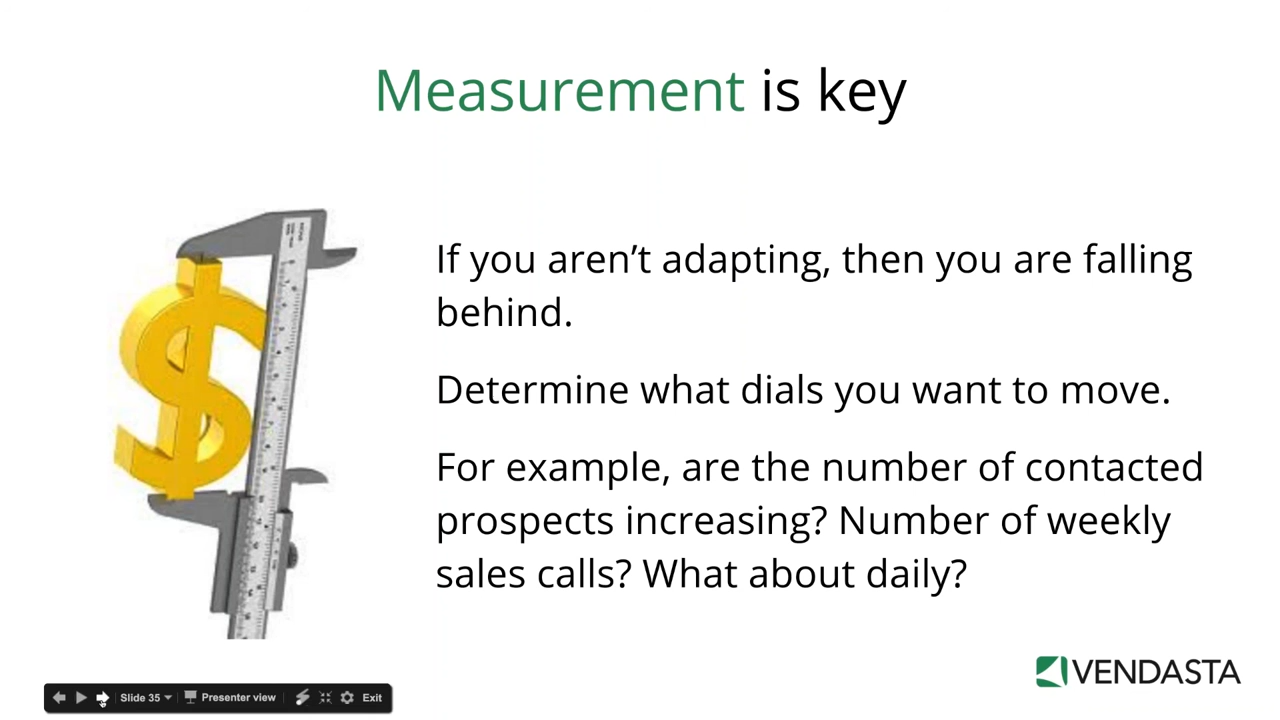 Measurement is key
If you aren’t adapting, then you are falling
behind.
Determine what dials you want to move.
For example, are the number of contacted
prospects increasing? Number of weekly
sales calls? What about daily?
VENDASTA
Slide 35
Presenter view
Exit